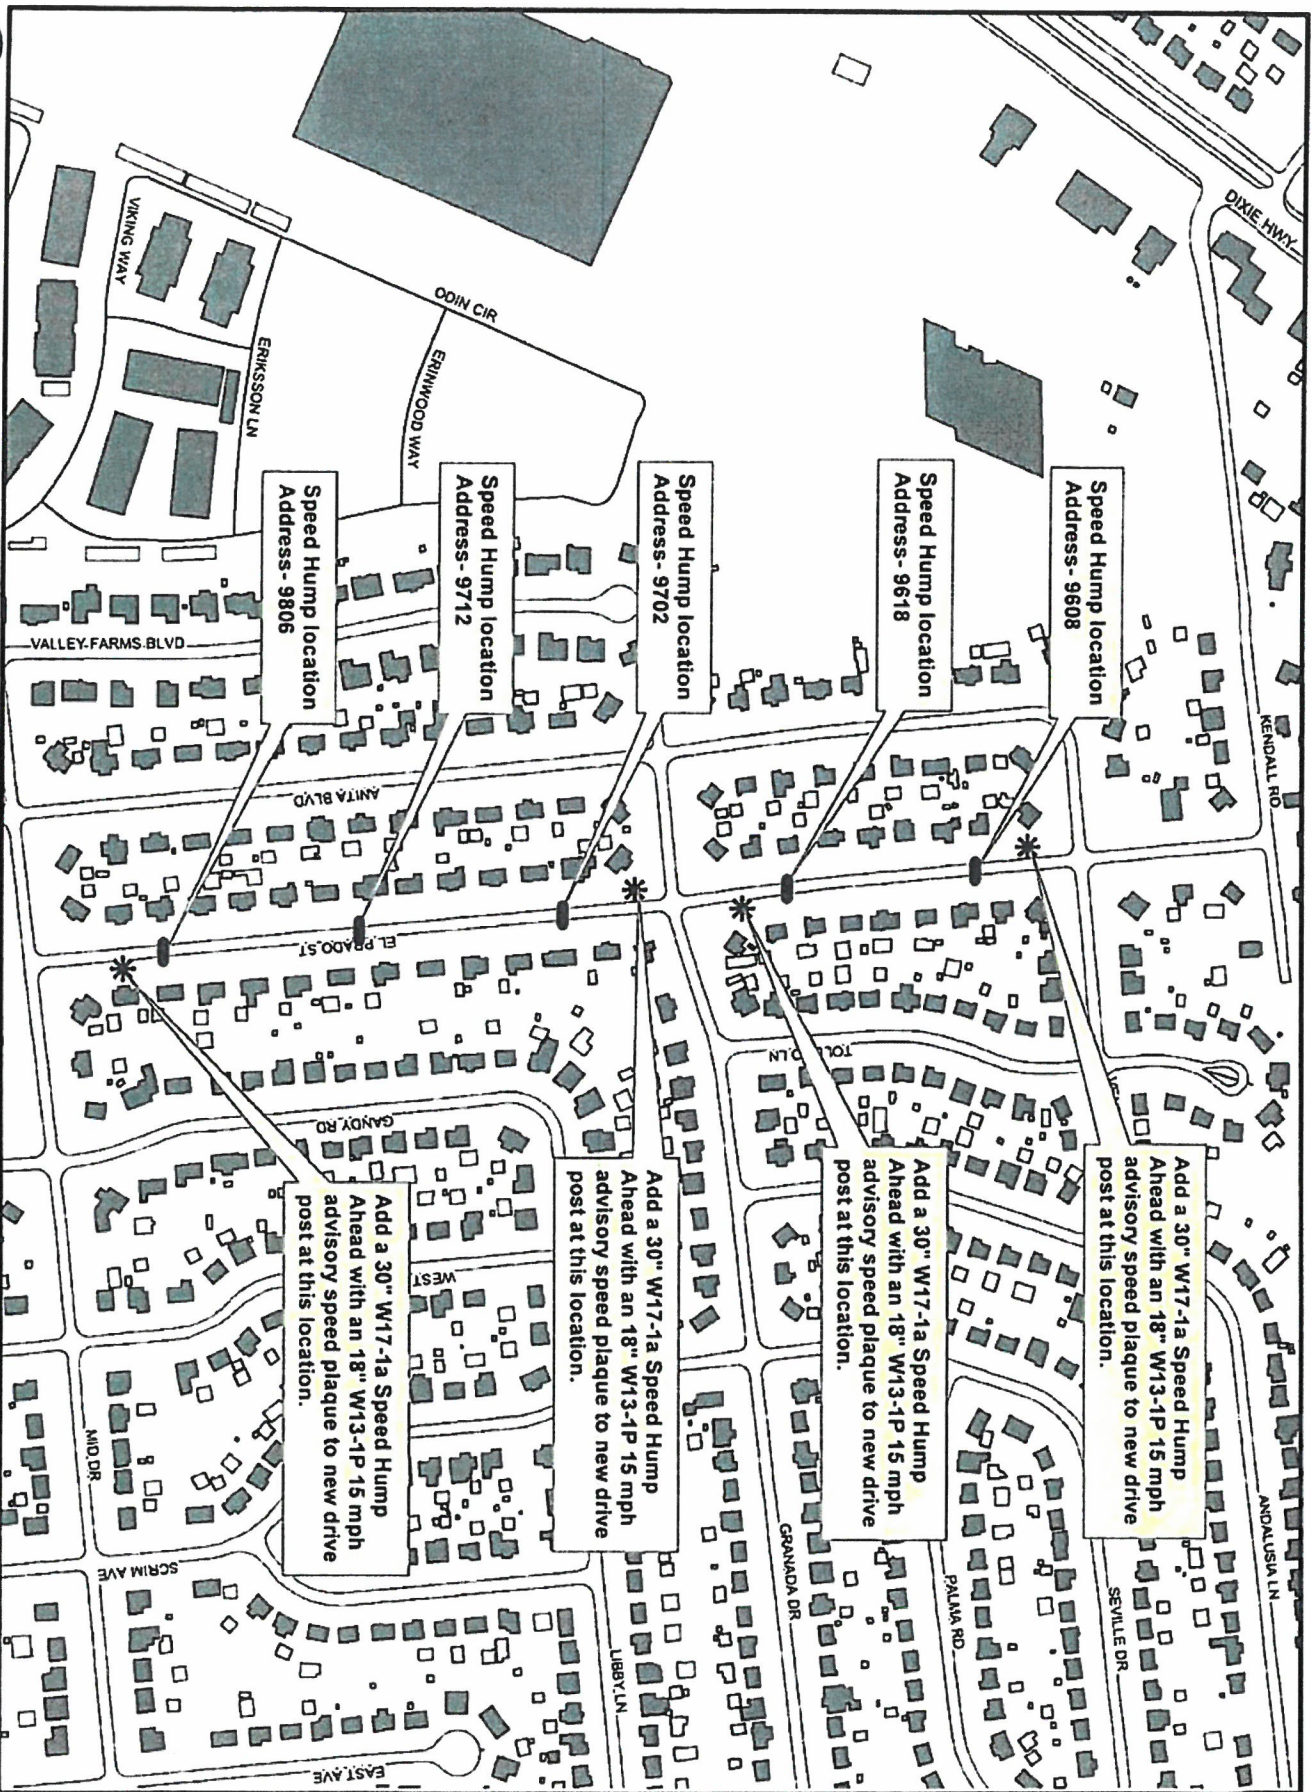 DIXIE HWY
KENDALL RD
VIKING WAY
ODIN CIR
ERIKSSON LN
ERINWOOD WAY
Speed Hump location
Address- 9608
Speed Hump location
Address- 9618
Speed Hump location
Address- 9702
Speed Hump location
Address- 9712
Speed Hump location
Address- 9806
VALLEY FARMS BLVD
ANITA BLVD
EL PRADO ST
LN
GANDY RD
WEST
Add a 30" W17-1a Speed Hump
Ahead with an 18" W13-1P 15 mph
advisory speed plaque to new drive
post at this location.
Add a 30" W17-1a Speed Hump
Ahead with an 18" W13-1P 15 mph
advisory speed plaque to new drive
post at this location.
Add a 30" W17-1a Speed Hump
Ahead with an 18" W13-1P 15 mph
advisory speed plaque to new drive
post at this location.
Add a 30" W17-1a Speed Hump
Ahead with an 18" W13-1P 15 mph
advisory speed plaque to new drive
post at this location.
ANDALUSIA LN
SEVILLE DR
PALMA RD
GRANADA DR
LIBBY LN
MID DR
SCRIM AVE
EAST AVE